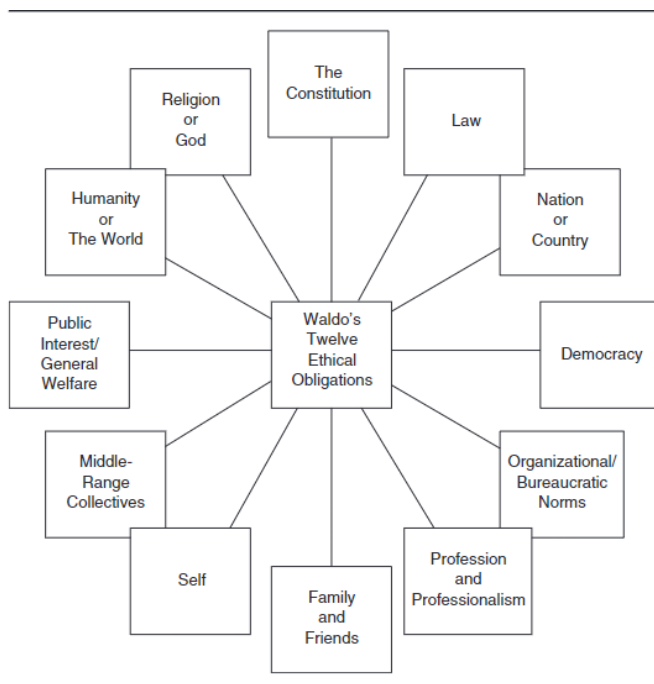 The
Constitution
Law
Nation
or
Country
Democracy
Organizational/
Bureaucratic
Norms
Profession
and
Professionalism
Family
and
Friends
Self
Middle-
Range
Collectives
Public
Interest/
General
Welfare
Humanity
or
The World
Religion
or
God
Waldo's
Twelve
Ethical
Obligations